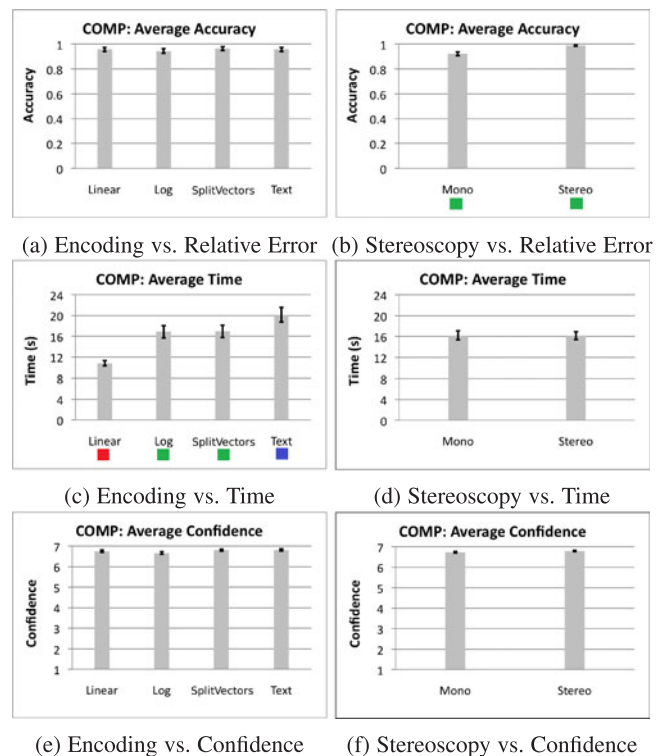 COMP: Average Accuracy
Accuracy
1
0.8
0.6
0.4
0.2
0
Linear Log SplitVectors Text
COMP: Average Accuracy
Accuracy
1
0.8
0.6
0.4
0.2
0
Mono Stereo
(a) Encoding vs. Relative Error (b) Stereoscopy vs. Relative Error
COMP: Average Time
Time (s)
24
20
16
12
8
4
0
Linear Log SplitVectors Text
COMP: Average Time
Time (s)
24
20
16
12
8
4
0
Mono Stereo
(c) Encoding vs. Time (d) Stereoscopy vs. Time
COMP: Average Confidence
Confidence
7
6
5
4
3
2
1
Linear Log SplitVectors Text
COMP: Average Confidence
Confidence
7
6
5
4
3
2
1
Mono Stereo
(e) Encoding vs. Confidence (f) Stereoscopy vs. Confidence